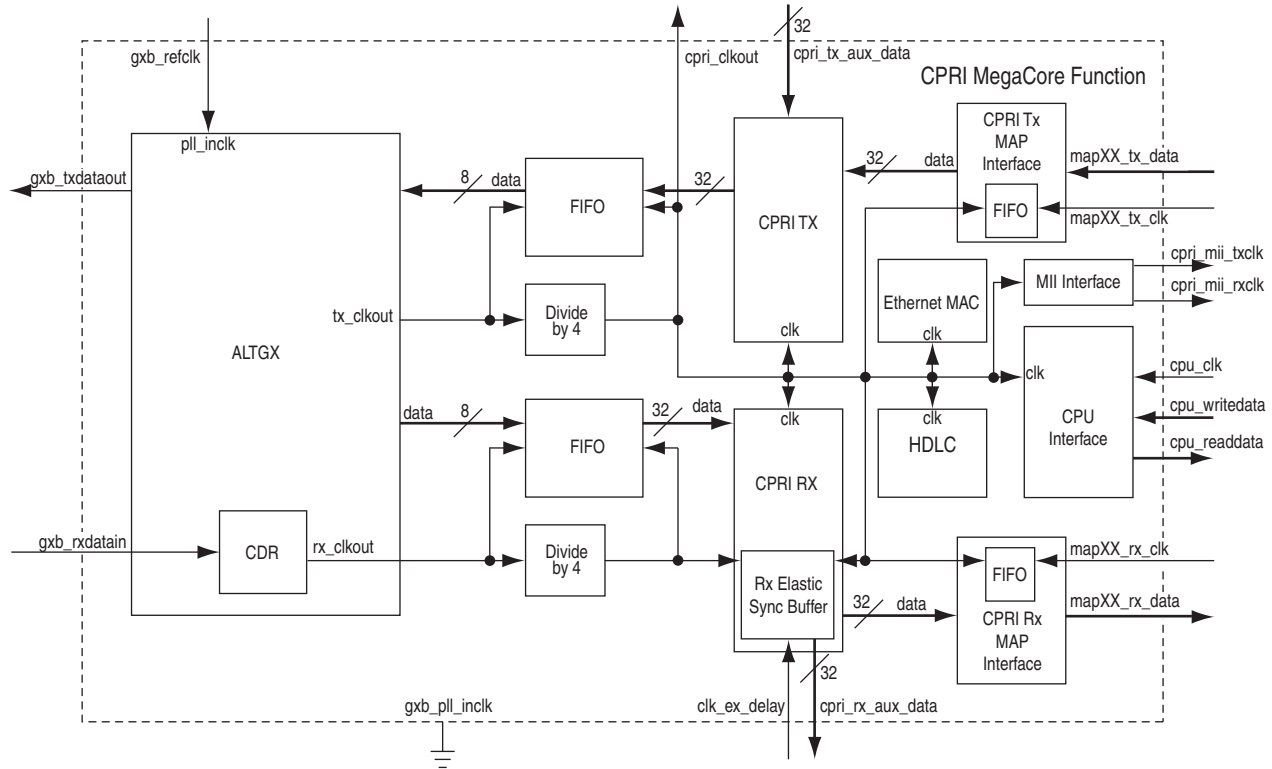 32
gxb_refclk
cpri_clkout
cpri_tx_aux_data
CPRI MegaCore Function
pll_inclk
CPRI Tx
MAP
Interface
FIFO
mapXX_tx_data
mapXX_tx_clk
gxb_txdataout
8
data
FIFO
32
CPRI TX
clk
32
data
cpri_mii_txclk
cpri_mii_rxclk
MII Interface
Ethernet MAC
clk
tx_clkout
Divide
by 4
ALTGX
clk
CPU
Interface
cpu_clk
cpu_writedata
cpu_readdata
data
8
FIFO
32
data
clk
CPRI RX
clk
HDLC
gxb_rxdatain
CDR
rx_clkout
Divide
by 4
Rx Elastic
Sync Buffer
32
data
FIFO
CPRI Rx
MAP
Interface
mapXX_rx_clk
mapXX_rx_data
32
gxb_pll_inclk
clk_ex_delay
cpri_rx_aux_data